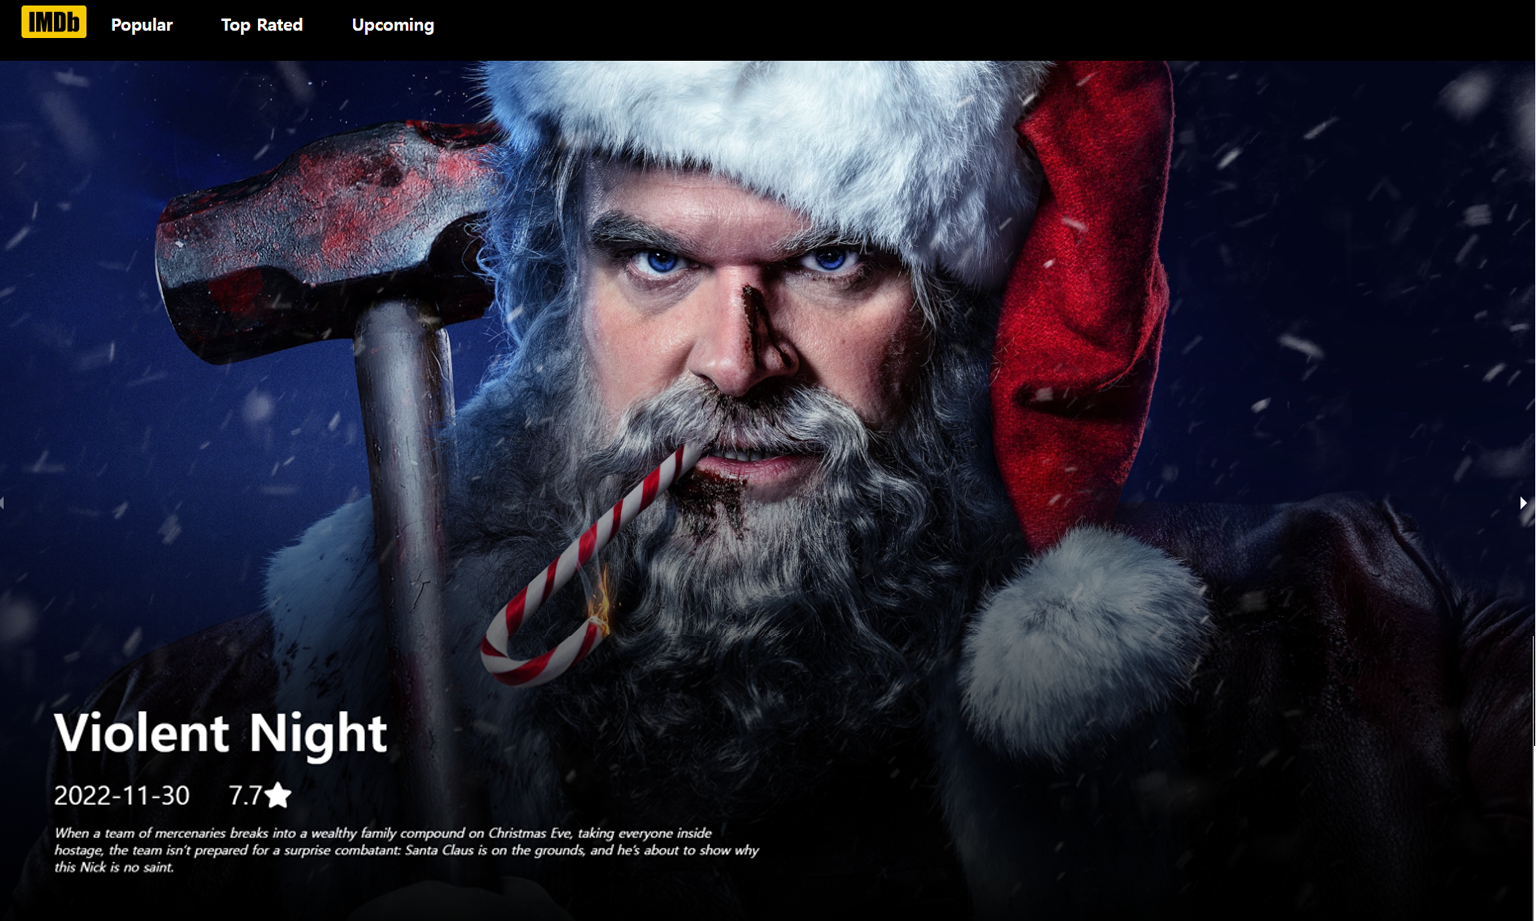 IMDb Popular Top Rated Upcoming
Violent Night
2022-11-30 7.7
When a team of mercenaries breaks into a wealthy family compound on Christmas Eve, taking everyone inside
hostage, the team isn't prepared for a surprise combatant: Santa Claus is on the grounds, and he's about to show why
this Nick is no saint.